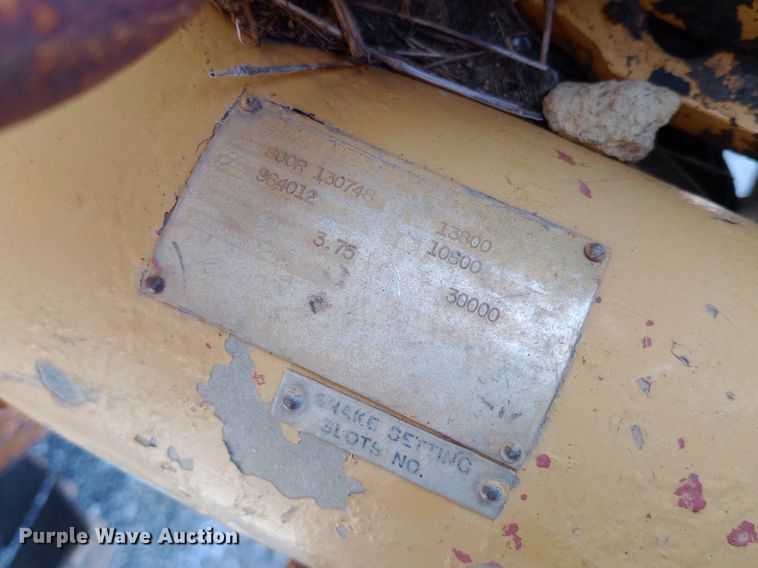 800R 130748
984012
13800
3.75
10800
30000
BRAKE SETTING
SLOTS NO.
Purple Wave Auction